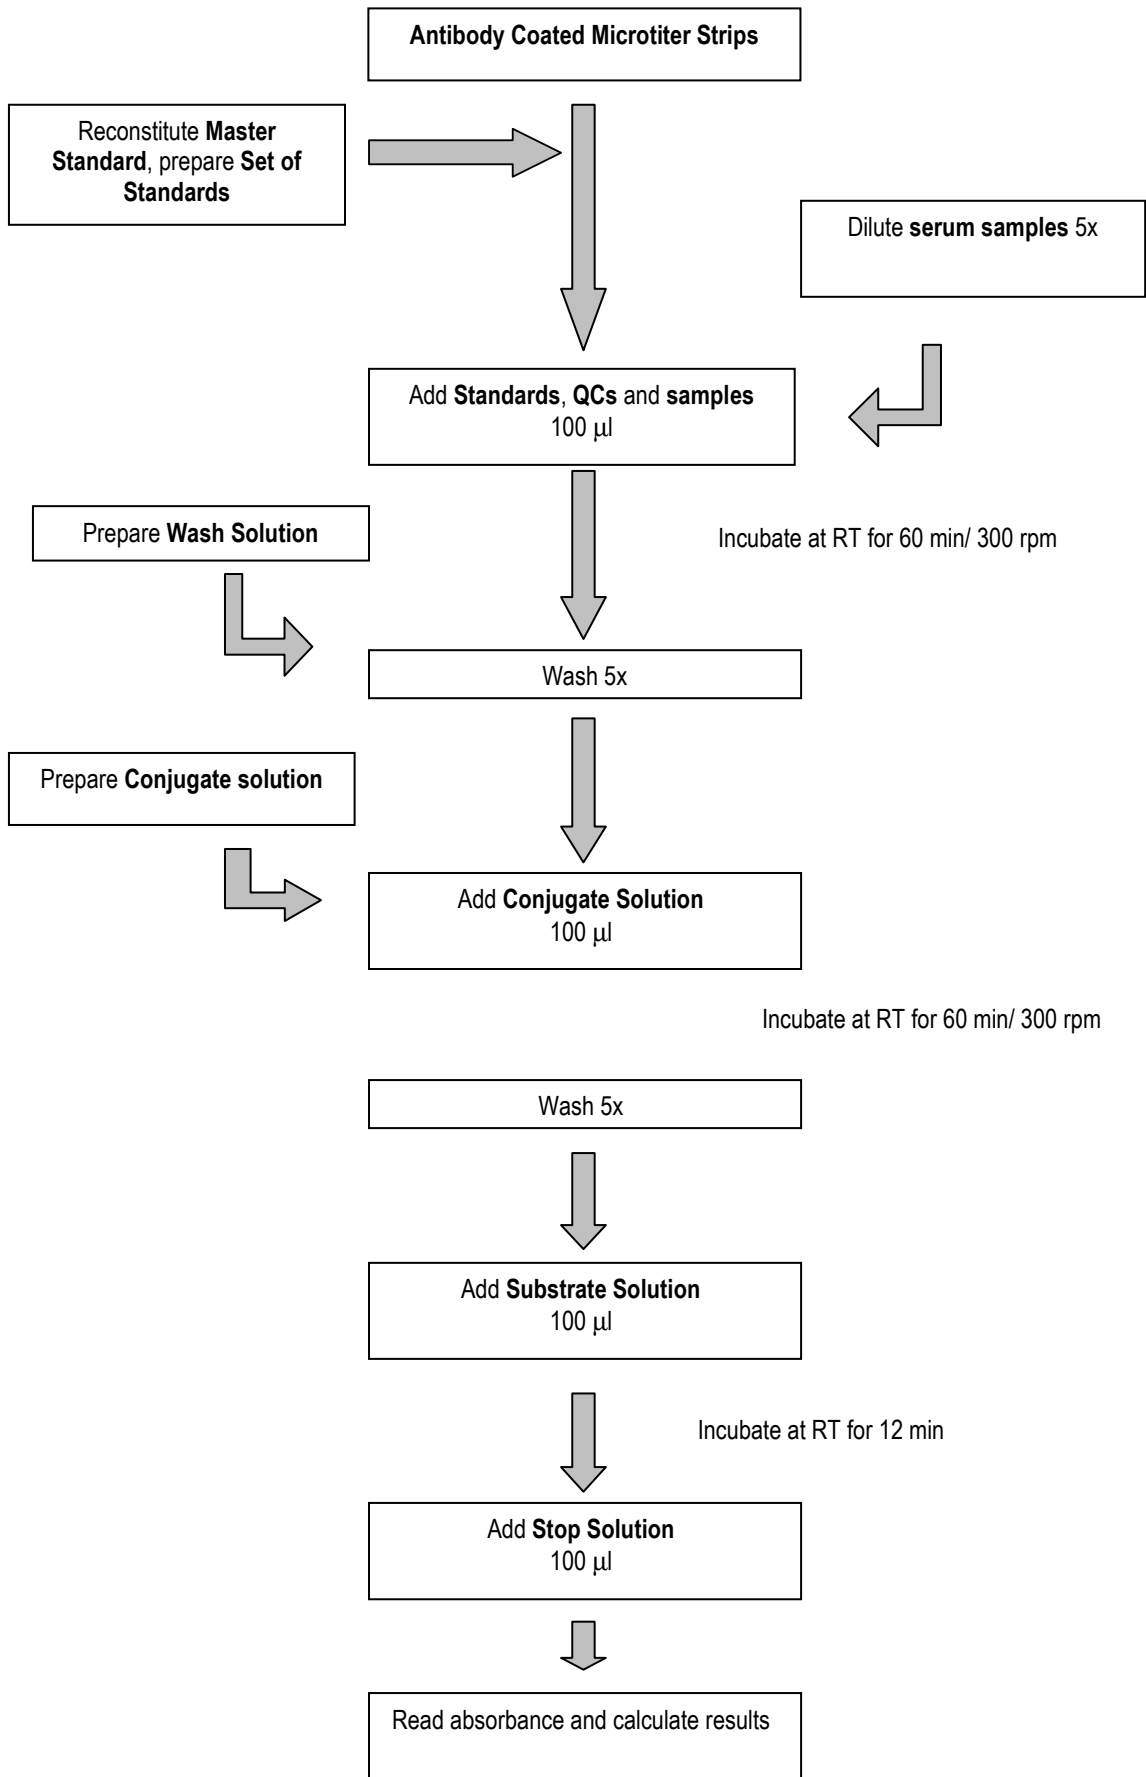 Antibody Coated Microtiter Strips
Reconstitute Master
Standard, prepare Set of
Standards
Dilute serum samples 5x
Add Standards, QCs and samples
100 μl
Prepare Wash Solution
Incubate at RT for 60 min/ 300 rpm
Wash 5x
Prepare Conjugate solution
Add Conjugate Solution
100 μl
Incubate at RT for 60 min/ 300 rpm
Wash 5x
Add Substrate Solution
100 μl
Incubate at RT for 12 min
Add Stop Solution
100 μl
Read absorbance and calculate results